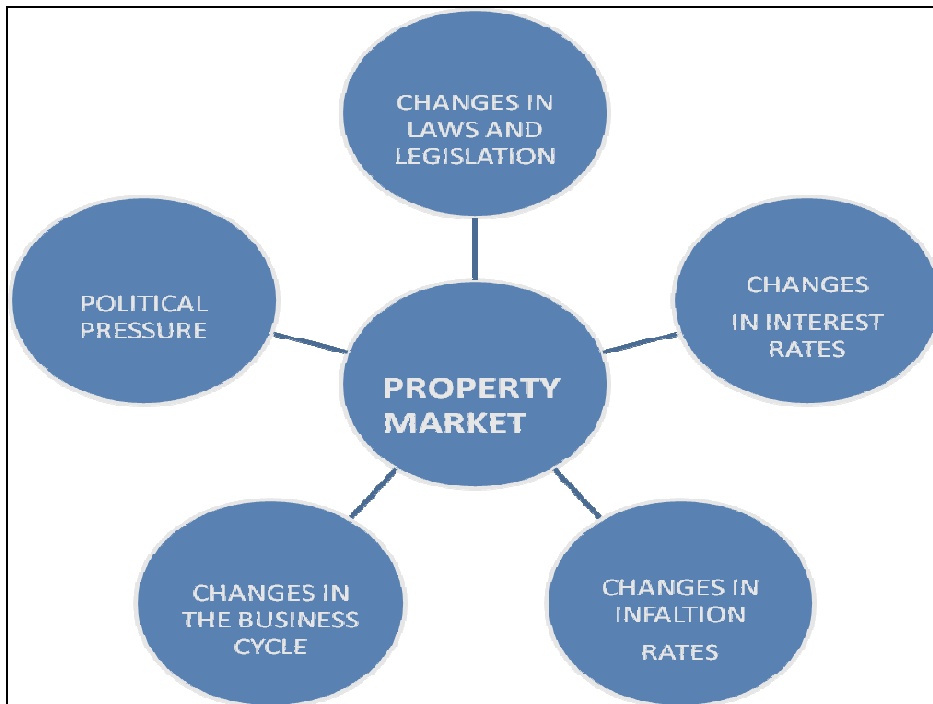 CHANGES IN
LAWS AND
LEGISLATION
POLITICAL
PRESSURE
CHANGES
IN INTEREST
RATES
PROPERTY
MARKET
CHANGES IN
THE BUSINESS
CYCLE
CHANGES IN
INFALTION
RATES